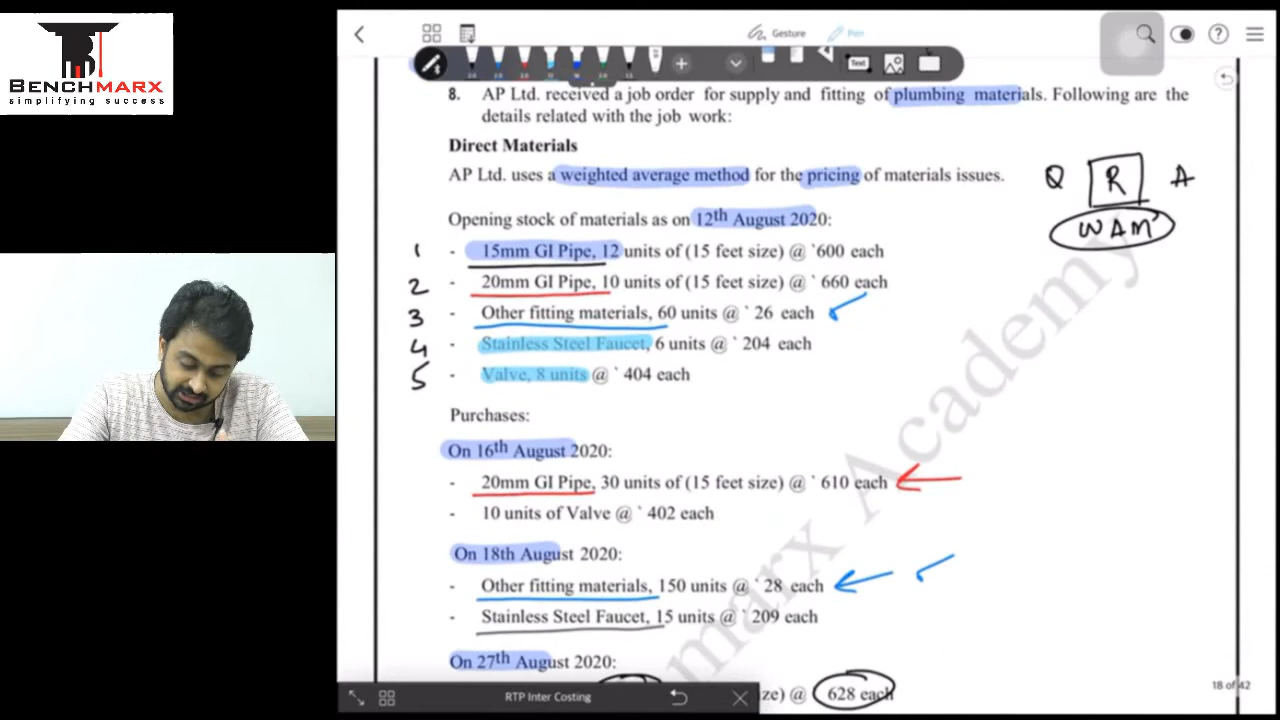 BENCHMARX
simplifying success
Gesture
Pen
Text
8. AP Ltd. received a job order for supply and fitting of plumbing materials. Following are the
details related with the job work:
Direct Materials
AP Ltd. uses a weighted average method for the pricing of materials issues.
Q R A
WAM
Opening stock of materials as on 12th August 2020:
1 - 15mm GI Pipe, 12 units of (15 feet size) @ `600 each
2 - 20mm GI Pipe, 10 units of (15 feet size) @ ` 660 each
3 - Other fitting materials, 60 units @ ` 26 each
4 - Stainless Steel Faucet, 6 units @ ` 204 each
5 - Valve, 8 units @ ` 404 each
Purchases:
On 16th August 2020:
- 20mm GI Pipe, 30 units of (15 feet size) @ ` 610 each
- 10 units of Valve @ ` 402 each
On 18th August 2020:
- Other fitting materials, 150 units @ ` 28 each
- Stainless Steel Faucet, 15 units @ ` 209 each
On 27th August 2020:
ze) @ 628 each
RTP Inter Costing
18 of 42
marx Academy